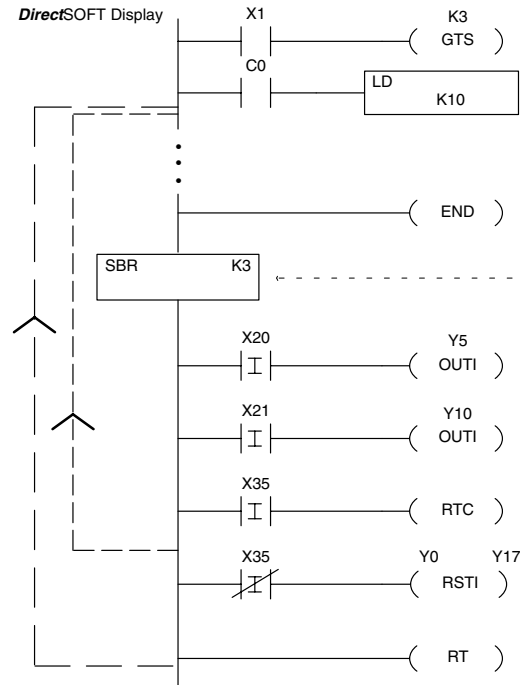 DirectSOFT Display
X1
K3
GTS
C0
LD
K10
END
SBR K3
X20
Y5
I
OUTI
X21
Y10
I
OUTI
X35
I
RTC
X35
Y0 Y17
I
RSTI
RT